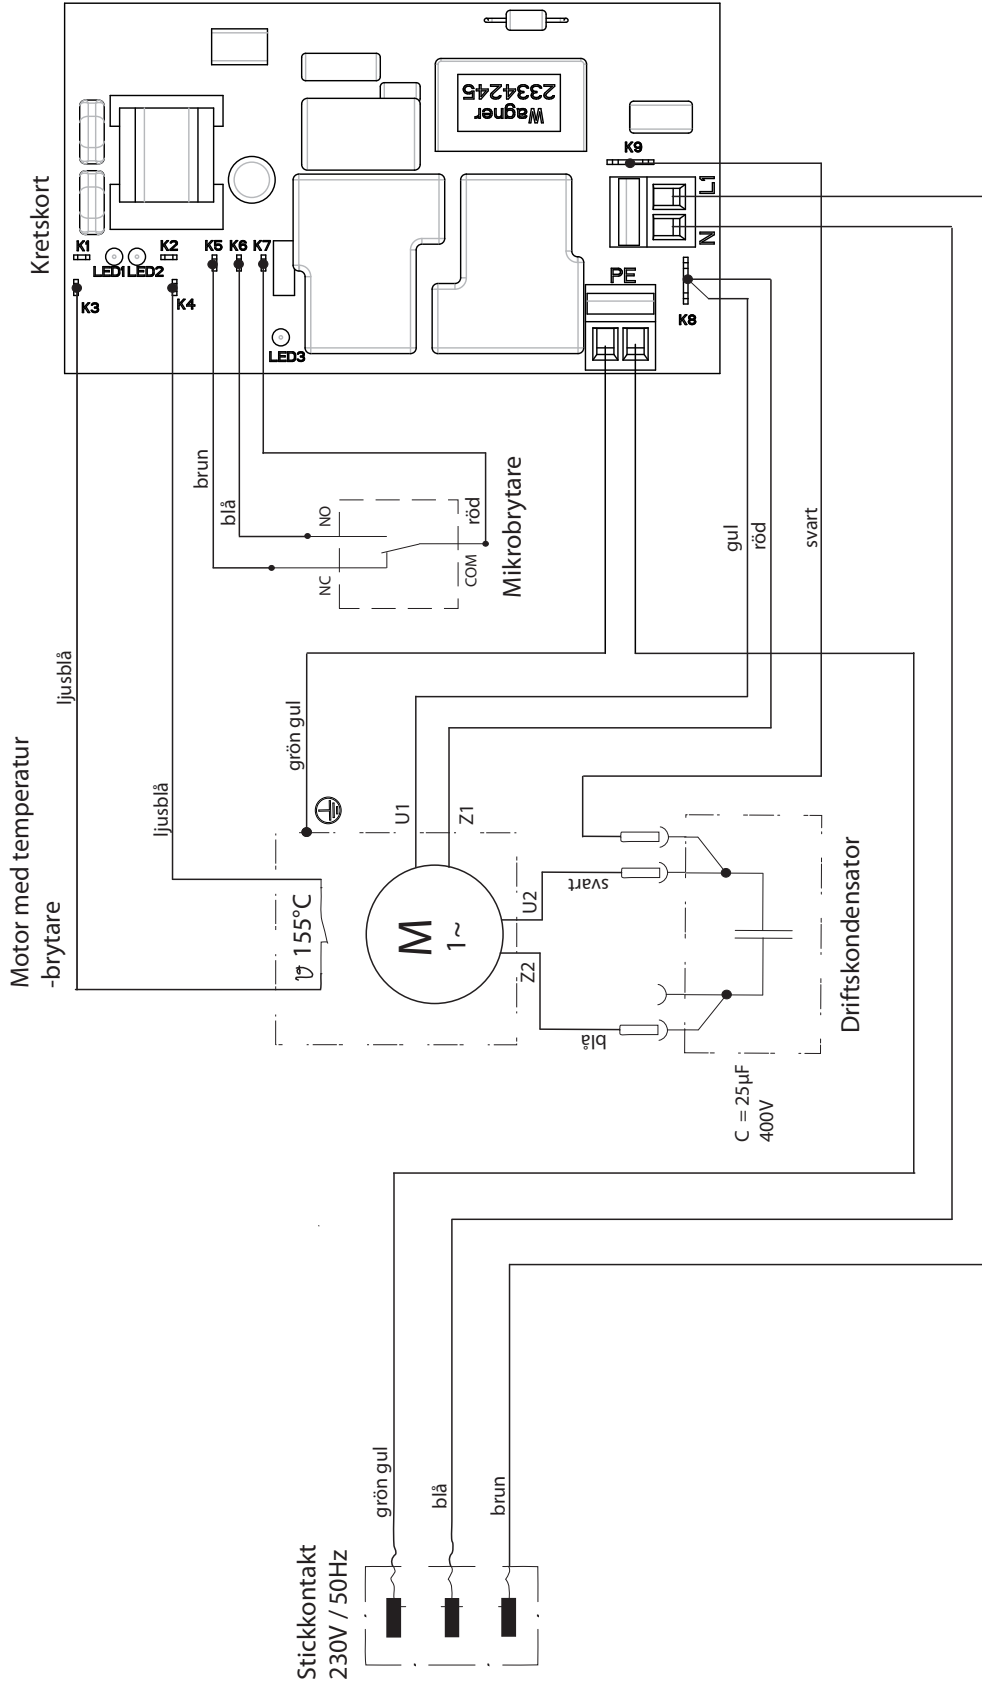 Kretskort
Wagner
2334245
K1
LED1
LED2
K2
K3
K4
K5
K6
K7
LED3
K9
L1
N
PE
K8
brun
blå
NO
NC
COM
röd
Mikrobrytare
gul
röd
svart
ljusblå
ljusblå
grön gul
Motor med temperatur
-brytare
ϑ 155°C
M
1~
U1
Z1
U2
Z2
svart
blå
Driftskondensator
C = 25µF
400V
grön gul
blå
brun
Stickkontakt
230V / 50Hz